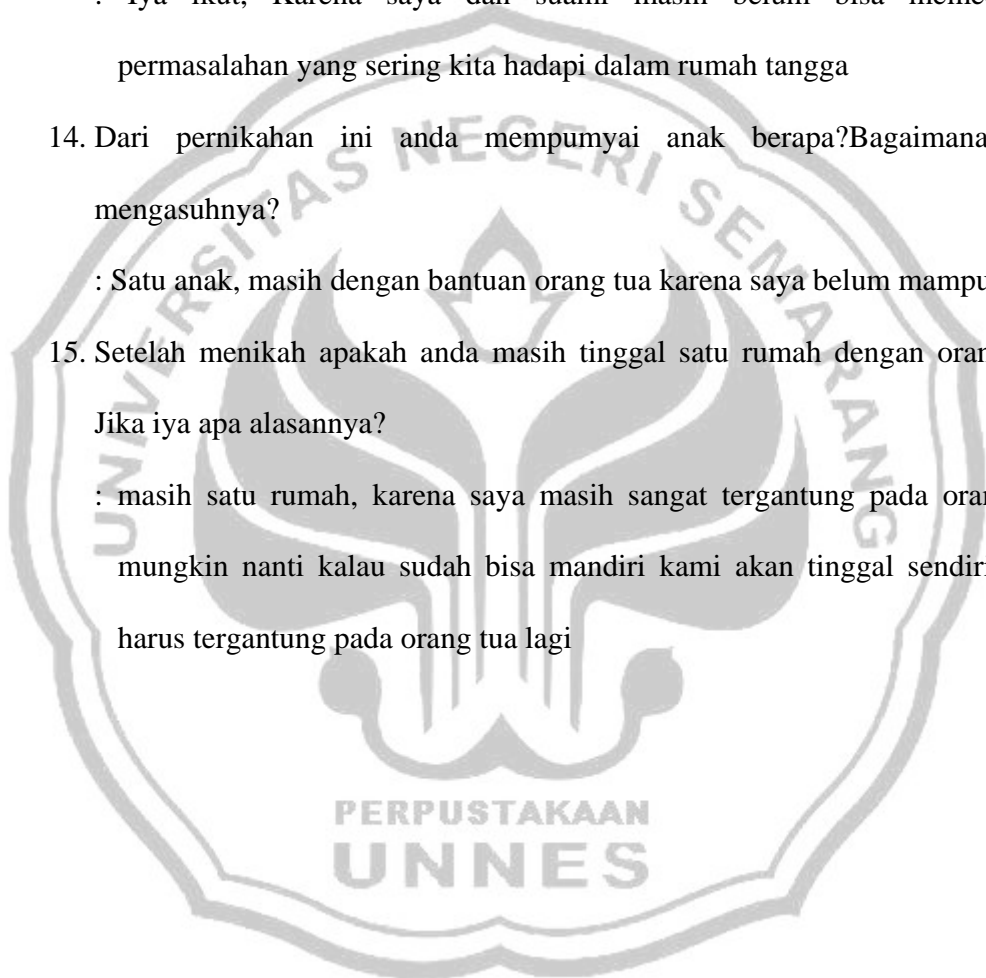 : Iya ikut, Karena saya dan suami masih belum bisa
permasalahan yang sering kita hadapi dalam rumah tangga
14. Dari pernikahan ini anda mempumyai anak berapa?Bagaimana
mengasuhnya?
: Satu anak, masih dengan bantuan orang tua karena saya belum mampu
15. Setelah menikah apakah anda masih tinggal satu rumah dengan
Jika iya apa alasannya?
: masih satu rumah, karena saya masih sangat tergantung pada
mungkin nanti kalau sudah bisa mandiri kami akan tinggal
harus tergantung pada orang tua lagi
UNIVERSITAS NEGERI SEMARANG
PERPUSTAKAAN
UNNES